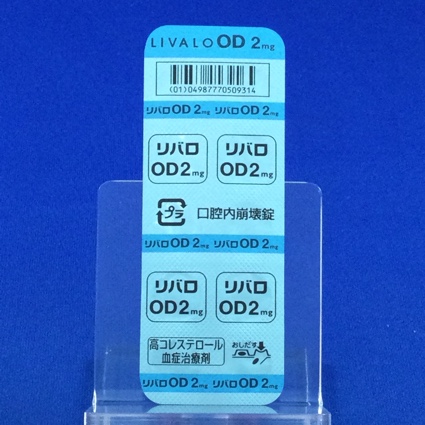 LIVALO OD 2mg
(01)04987770509314
リバロOD 2mg リバロOD 2mg
リバロ リバロ
OD2mg OD2mg
プラ 口腔内崩壊錠
リバロOD 2mg リバロOD 2mg
リバロ リバロ
OD2mg OD2mg
高コレステロール おしだす
血症治療剤
リバロOD 2mg リバロOD 2mg